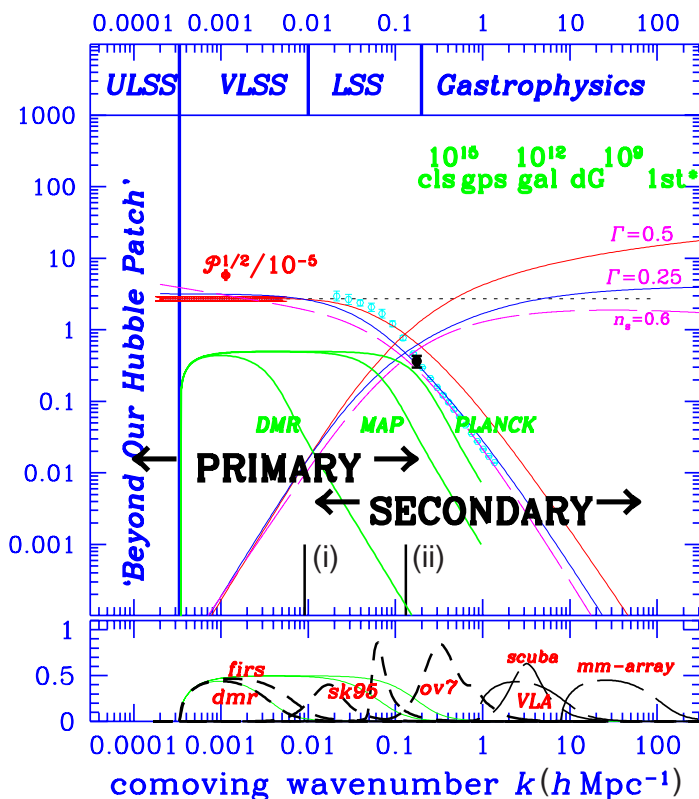 0.0001 0.001 0.01 0.1 1 10 100
ULSS VLSS LSS Gastrophysics
1000
10¹⁵ 10¹² 10⁹
cls gps gal dG 1st*
100
'Beyond Our Hubble Patch'
Γ=0.5
10
𝒫Φ^1/2/10⁻⁵
Γ=0.25
1
nₛ=0.6
0.1
DMR MAP PLANCK
0.01
PRIMARY
SECONDARY
0.001
(i) (ii)
1
firs scuba mm-array
0.5
dmr sk95 ov7 VLA
0
0.0001 0.001 0.01 0.1 1 10 100
comoving wavenumber k (h Mpc⁻¹)